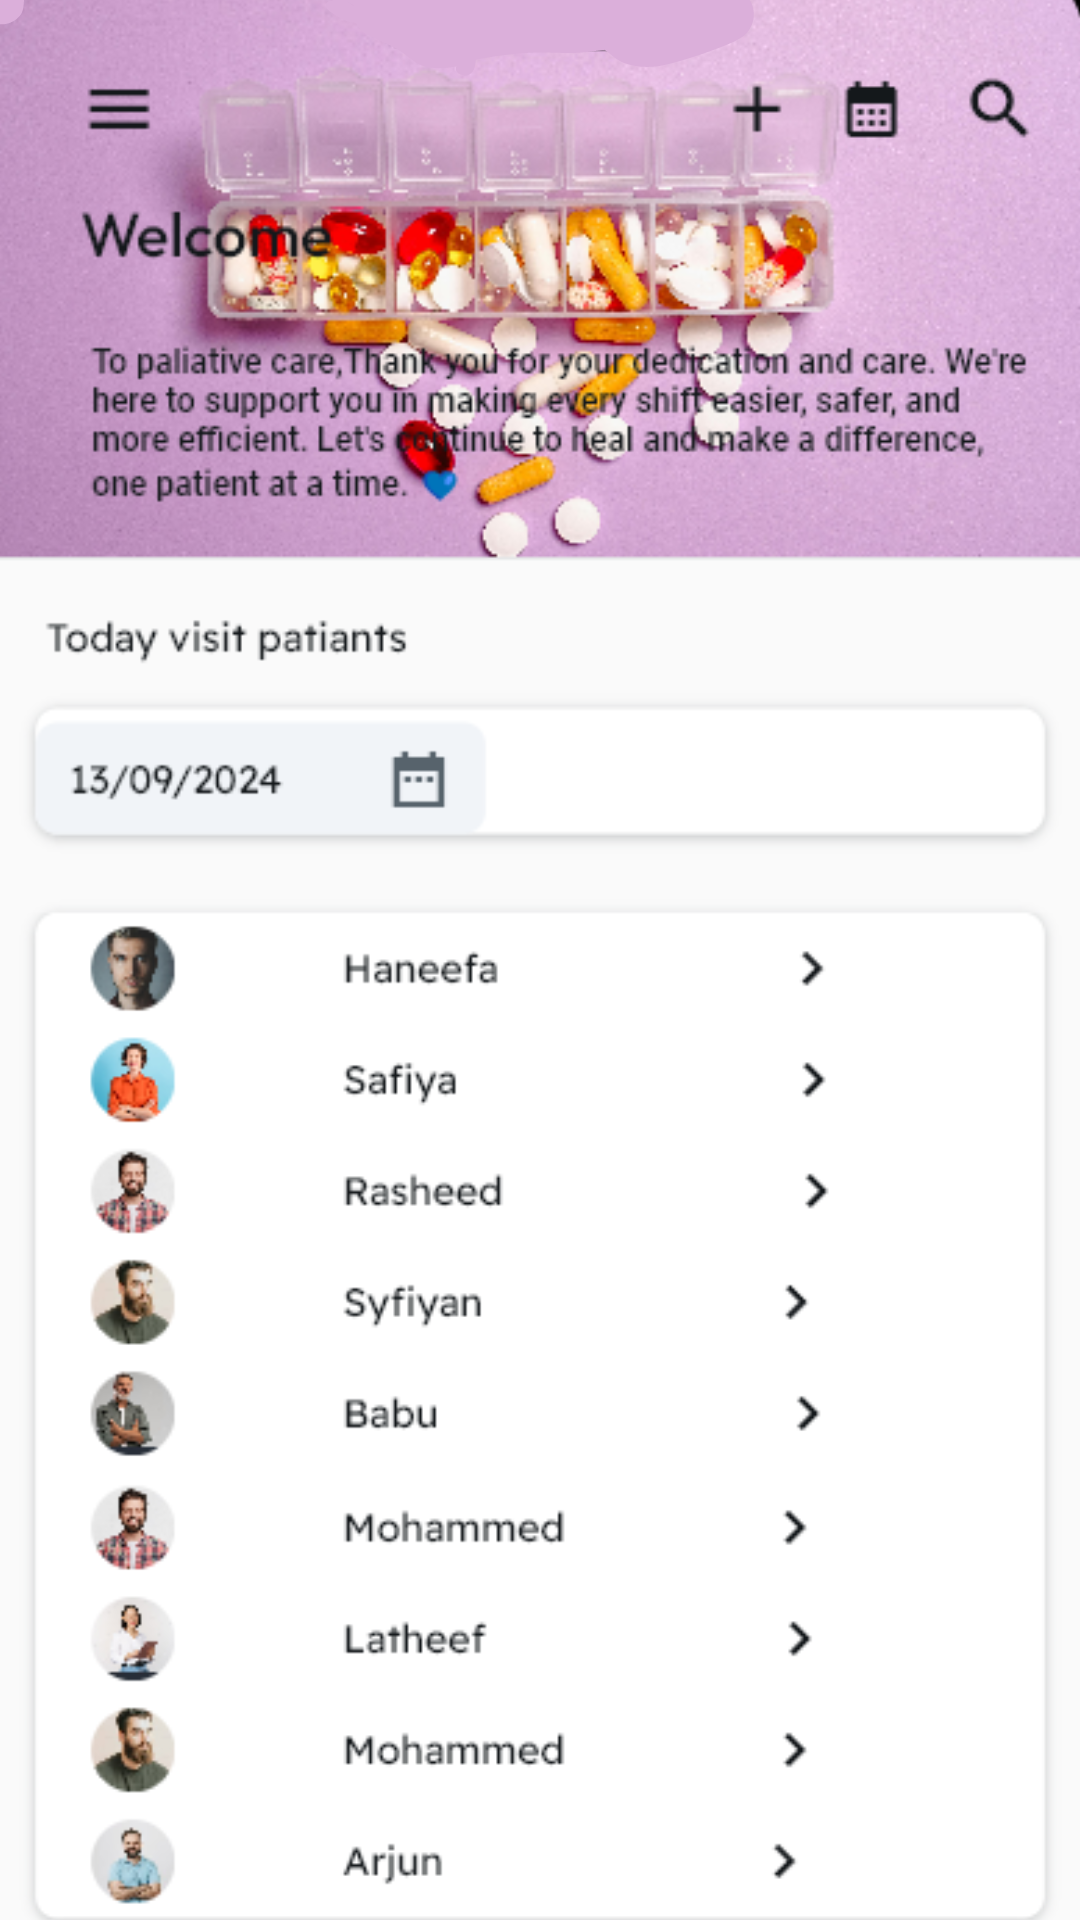 Welcome
To paliative care,Thank you for your dedication and care. We're
here to support you in making every shift easier, safer, and
more efficient. Let's continue to heal and make a difference,
one patient at a time. 💙
Today visit patiants
13/09/2024
Haneefa
Safiya
Rasheed
Syfiyan
Babu
Mohammed
Latheef
Mohammed
Arjun